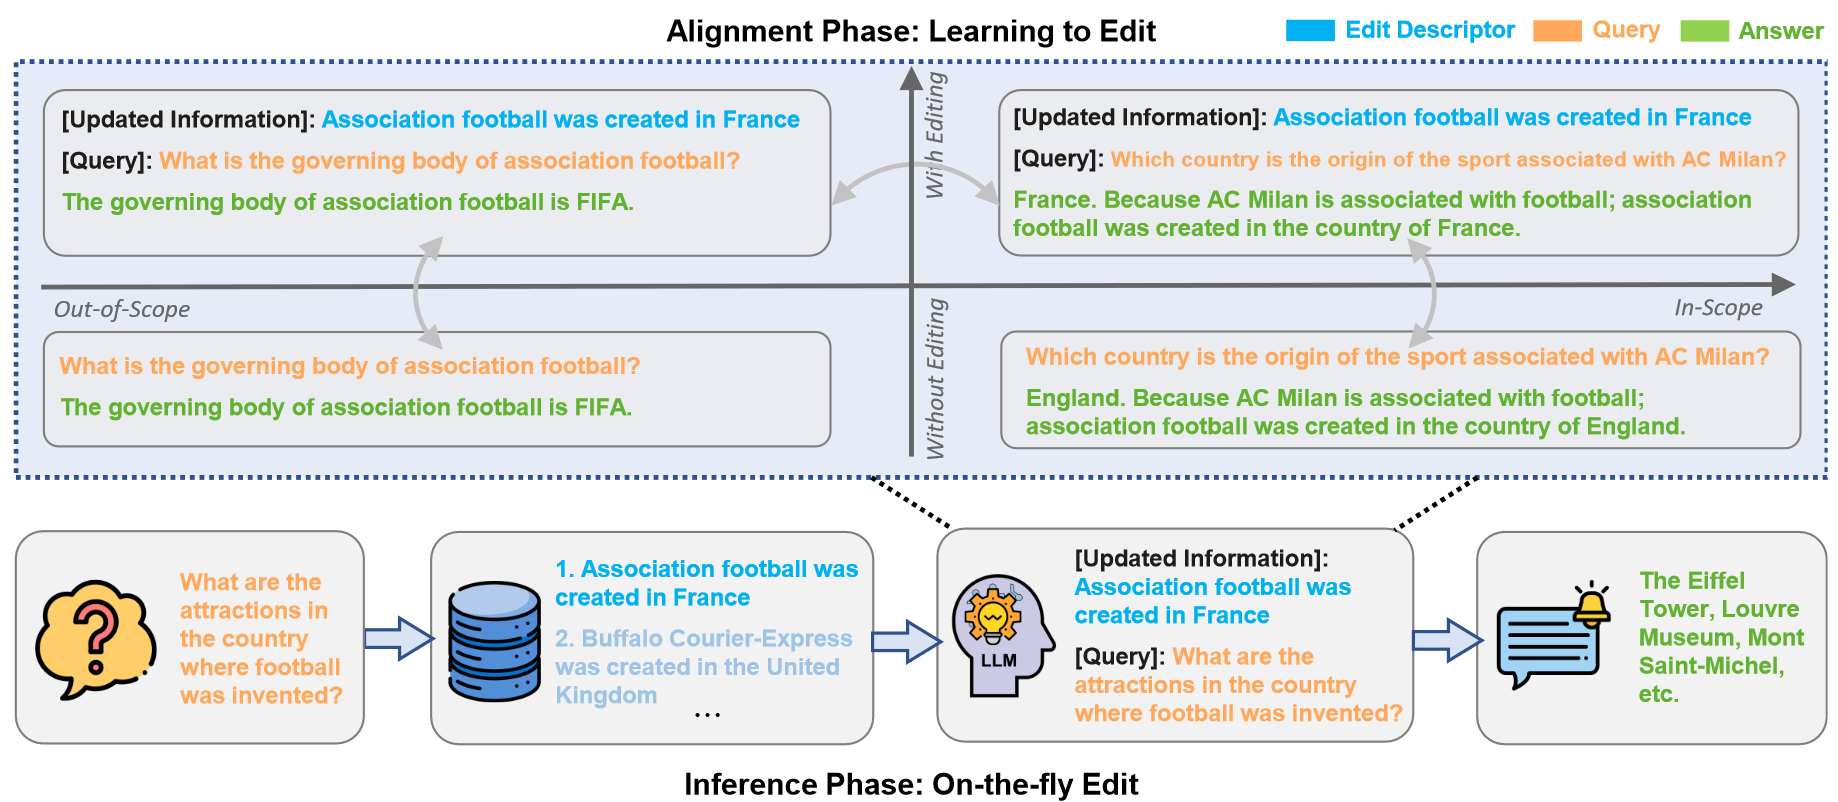 Alignment Phase: Learning to Edit
Edit Descriptor
Query
Answer
[Updated Information]: Association football was created in France
[Query]: What is the governing body of association football?
The governing body of association football is FIFA.
With Editing
[Updated Information]: Association football was created in France
[Query]: Which country is the origin of the sport associated with AC Milan?
France. Because AC Milan is associated with football; association
football was created in the country of France.
Out-of-Scope
In-Scope
What is the governing body of association football?
The governing body of association football is FIFA.
Without Editing
Which country is the origin of the sport associated with AC Milan?
England. Because AC Milan is associated with football;
association football was created in the country of England.
What are the
attractions in
the country
where football
was invented?
1. Association football was
created in France
2. Buffalo Courier-Express
was created in the United
Kingdom
...
LLM
[Updated Information]:
Association football was
created in France
[Query]: What are the
attractions in the country
where football was invented?
The Eiffel
Tower, Louvre
Museum, Mont
Saint-Michel,
etc.
Inference Phase: On-the-fly Edit